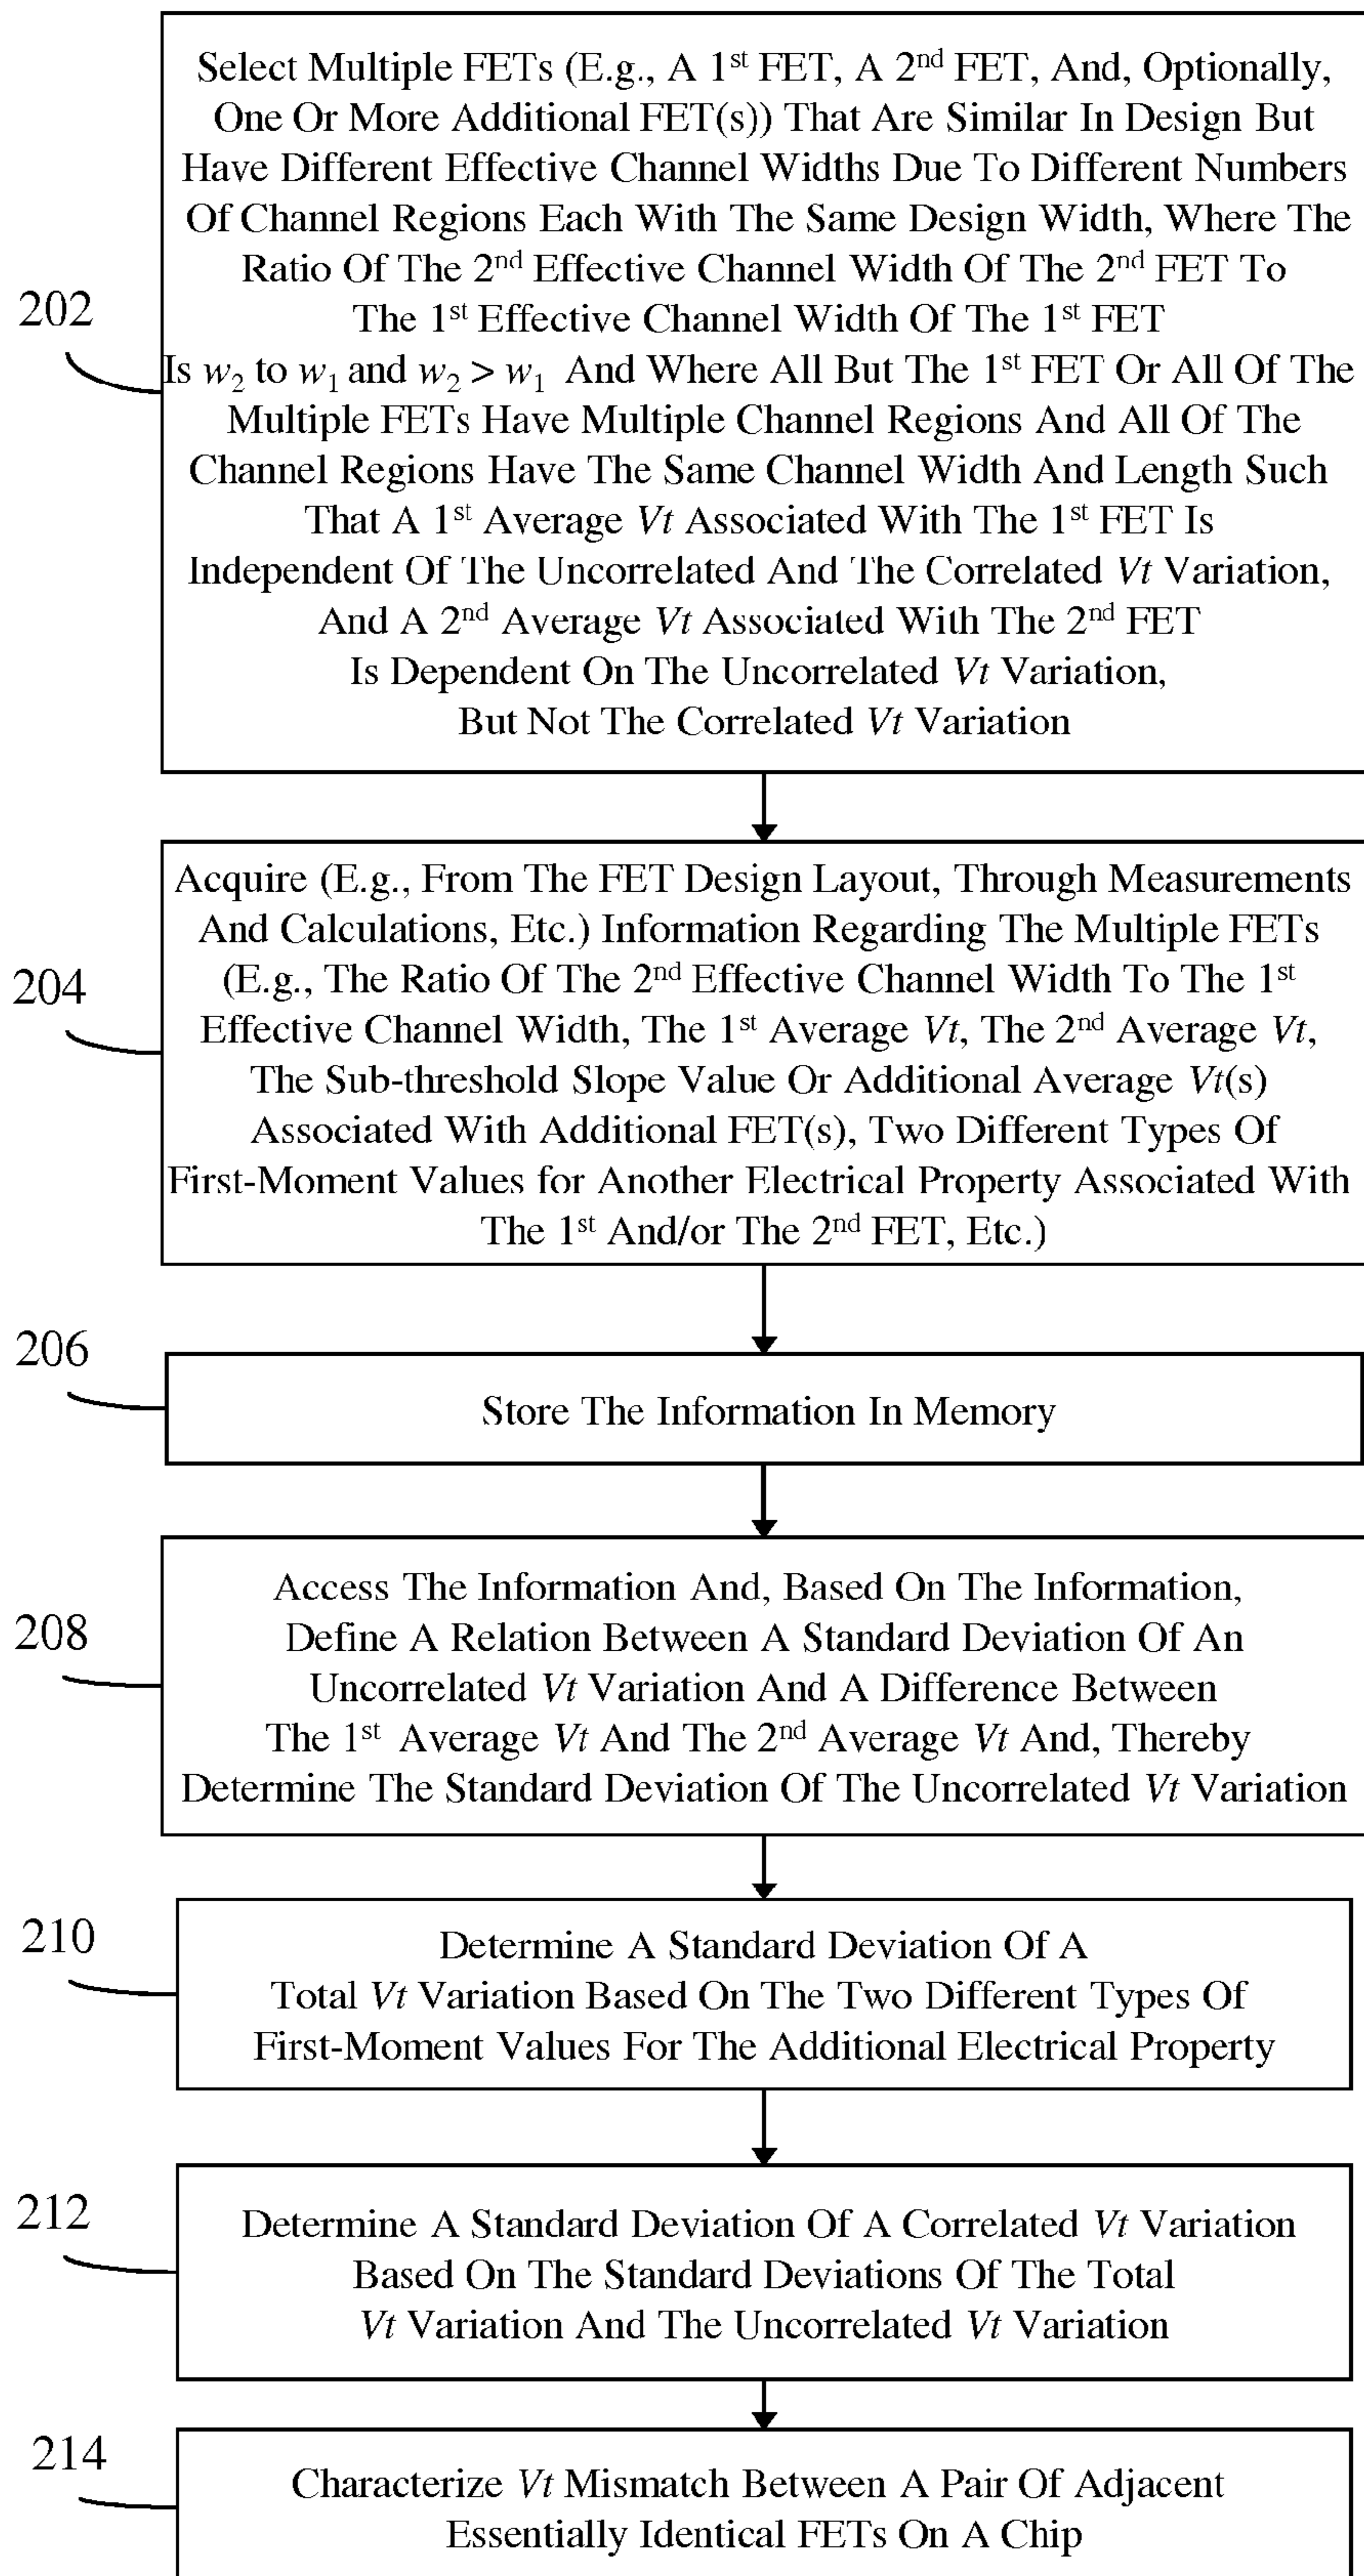 Select Multiple FETs (E.g., A 1st FET, A 2nd FET, And, Optionally,
One Or More Additional FET(s)) That Are Similar In Design But
Have Different Effective Channel Widths Due To Different Numbers
Of Channel Regions Each With The Same Design Width, Where The
Ratio Of The 2nd Effective Channel Width Of The 2nd FET To
The 1st Effective Channel Width Of The 1st FET
202
Is w2 to w1 and w2 > w1 And Where All But The 1st FET Or All Of The
Multiple FETs Have Multiple Channel Regions And All Of The
Channel Regions Have The Same Channel Width And Length Such
That A 1st Average Vt Associated With The 1st FET Is
Independent Of The Uncorrelated And The Correlated Vt Variation,
And A 2nd Average Vt Associated With The 2nd FET
Is Dependent On The Uncorrelated Vt Variation,
But Not The Correlated Vt Variation
Acquire (E.g., From The FET Design Layout, Through Measurements
And Calculations, Etc.) Information Regarding The Multiple FETs
204
(E.g., The Ratio Of The 2nd Effective Channel Width To The 1st
Effective Channel Width, The 1st Average Vt, The 2nd Average Vt,
The Sub-threshold Slope Value Or Additional Average Vt(s)
Associated With Additional FET(s), Two Different Types Of
First-Moment Values for Another Electrical Property Associated With
The 1st And/or The 2nd FET, Etc.)
206
Store The Information In Memory
Access The Information And, Based On The Information,
208
Define A Relation Between A Standard Deviation Of An
Uncorrelated Vt Variation And A Difference Between
The 1st Average Vt And The 2nd Average Vt And, Thereby
Determine The Standard Deviation Of The Uncorrelated Vt Variation
210
Determine A Standard Deviation Of A
Total Vt Variation Based On The Two Different Types Of
First-Moment Values For The Additional Electrical Property
212
Determine A Standard Deviation Of A Correlated Vt Variation
Based On The Standard Deviations Of The Total
Vt Variation And The Uncorrelated Vt Variation
214
Characterize Vt Mismatch Between A Pair Of Adjacent
Essentially Identical FETs On A Chip